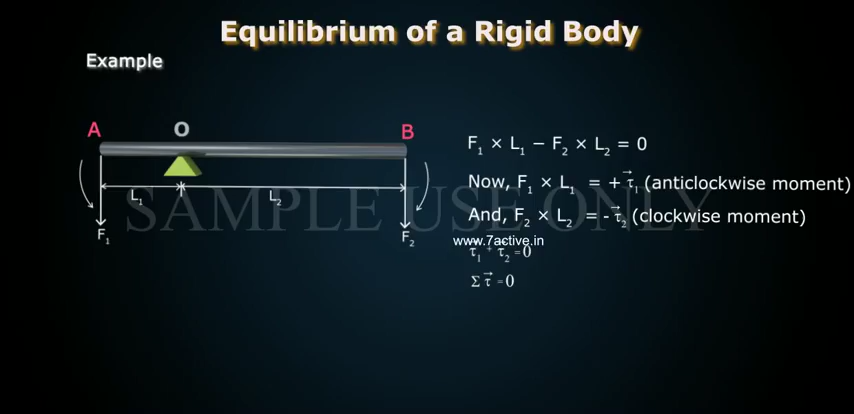 Equilibrium of a Rigid Body
Example
A O B
F₁ × L₁ − F₂ × L₂ = 0
Now, F₁ × L₁ = + τ⃗₁ (anticlockwise moment)
L₁ L₂
SAMPLE USE ONLY
And, F₂ × L₂ = - τ⃗₂ (clockwise moment)
F₁ F₂
www.7active.in
τ₁ + τ₂ = 0
Σ τ⃗ = 0